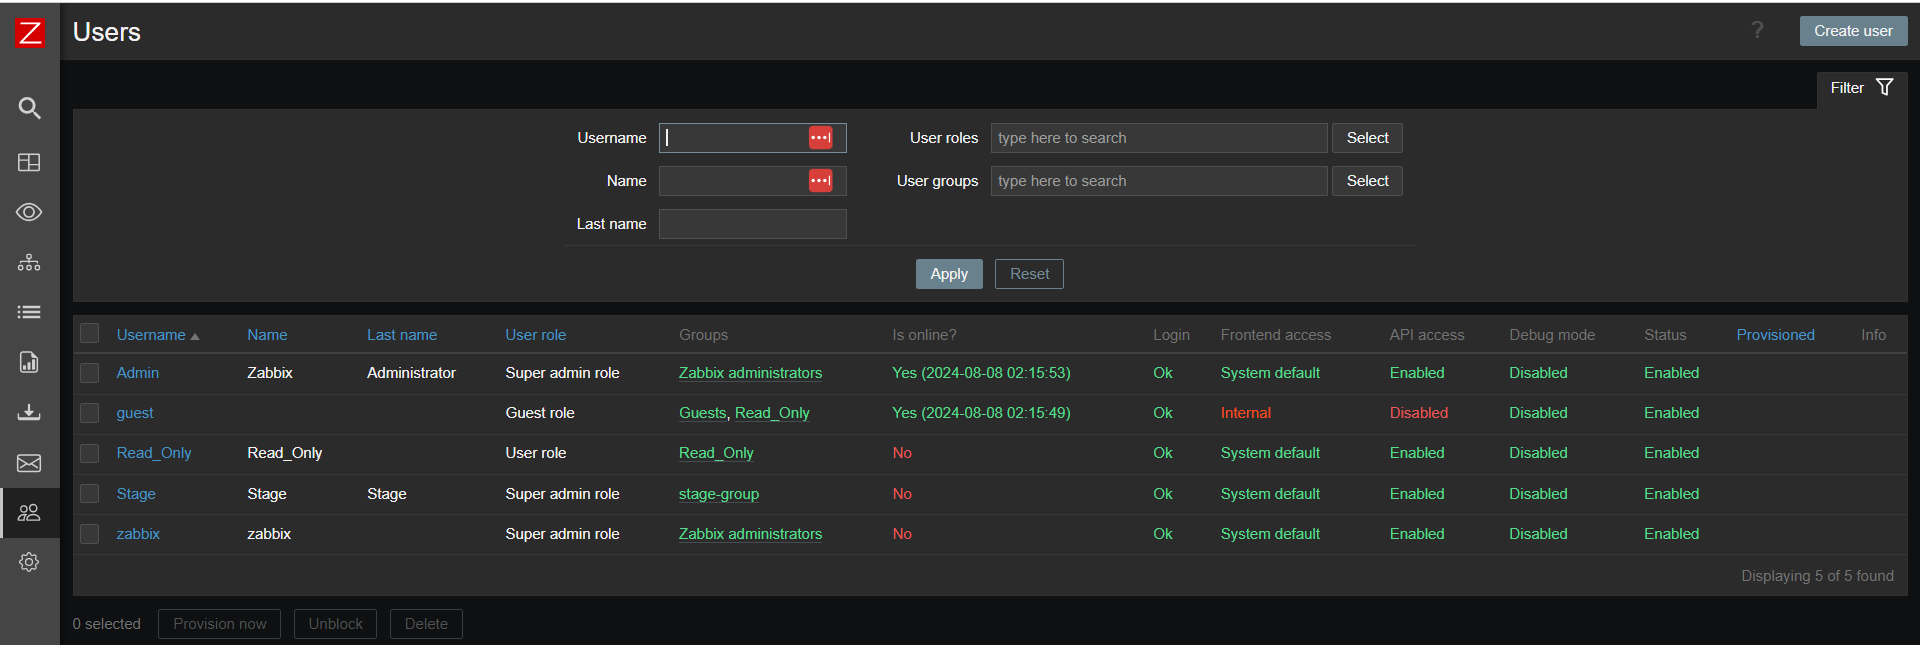 Z
Users
?
Create user
Filter
Username
User roles
type here to search
Select
Name
User groups
type here to search
Select
Last name
Apply
Reset
Username Name Last name User role Groups Is online? Login Frontend access API access Debug mode Status Provisioned Info
Admin Zabbix Administrator Super admin role Zabbix administrators Yes (2024-08-08 02:15:53) Ok System default Enabled Disabled Enabled
guest Guest role Guests, Read_Only Yes (2024-08-08 02:15:49) Ok Internal Disabled Disabled Enabled
Read_Only Read_Only User role Read_Only No Ok System default Enabled Disabled Enabled
Stage Stage Stage Super admin role stage-group No Ok System default Enabled Disabled Enabled
zabbix zabbix Super admin role Zabbix administrators No Ok System default Enabled Disabled Enabled
Displaying 5 of 5 found
0 selected
Provision now
Unblock
Delete